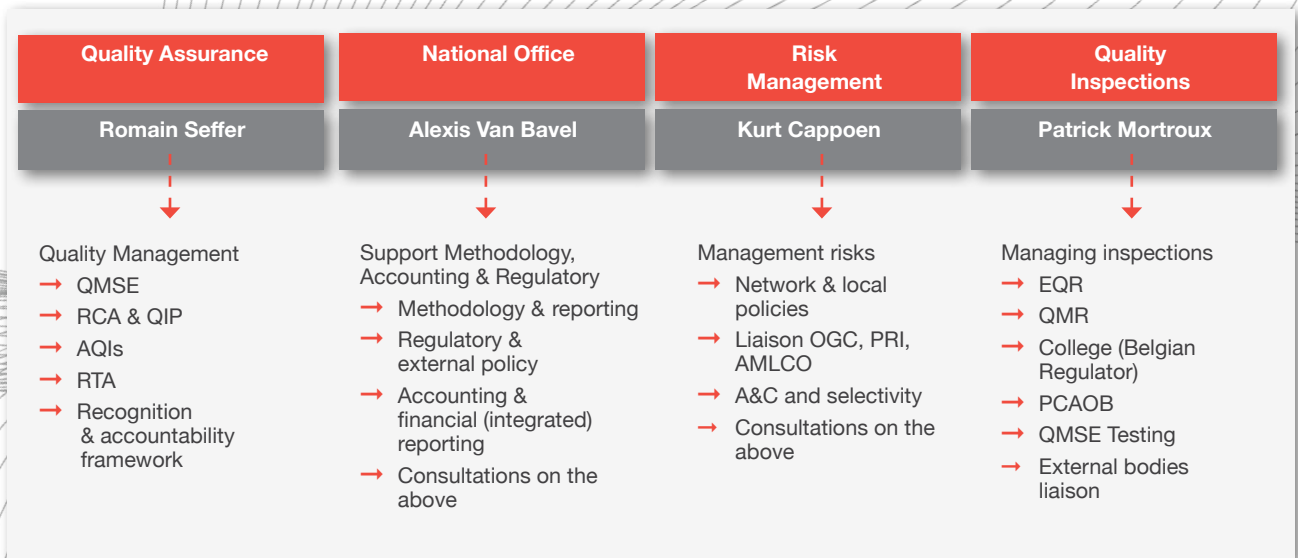 Quality Assurance
Romain Seffer
Quality Management
→ QMSE
→ RCA & QIP
→ AQIs
→ RTA
→ Recognition
& accountability
framework
National Office
Alexis Van Bavel
Support Methodology,
Accounting & Regulatory
→ Methodology & reporting
→ Regulatory &
external policy
→ Accounting &
financial (integrated)
reporting
→ Consultations on the
above
Risk
Management
Kurt Cappoen
Management risks
→ Network & local
policies
→ Liaison OGC, PRI,
AMLCO
→ A&C and selectivity
→ Consultations on the
above
Quality
Inspections
Patrick Mortroux
Managing inspections
→ EQR
→ QMR
→ College (Belgian
Regulator)
→ PCAOB
→ QMSE Testing
→ External bodies
liaison